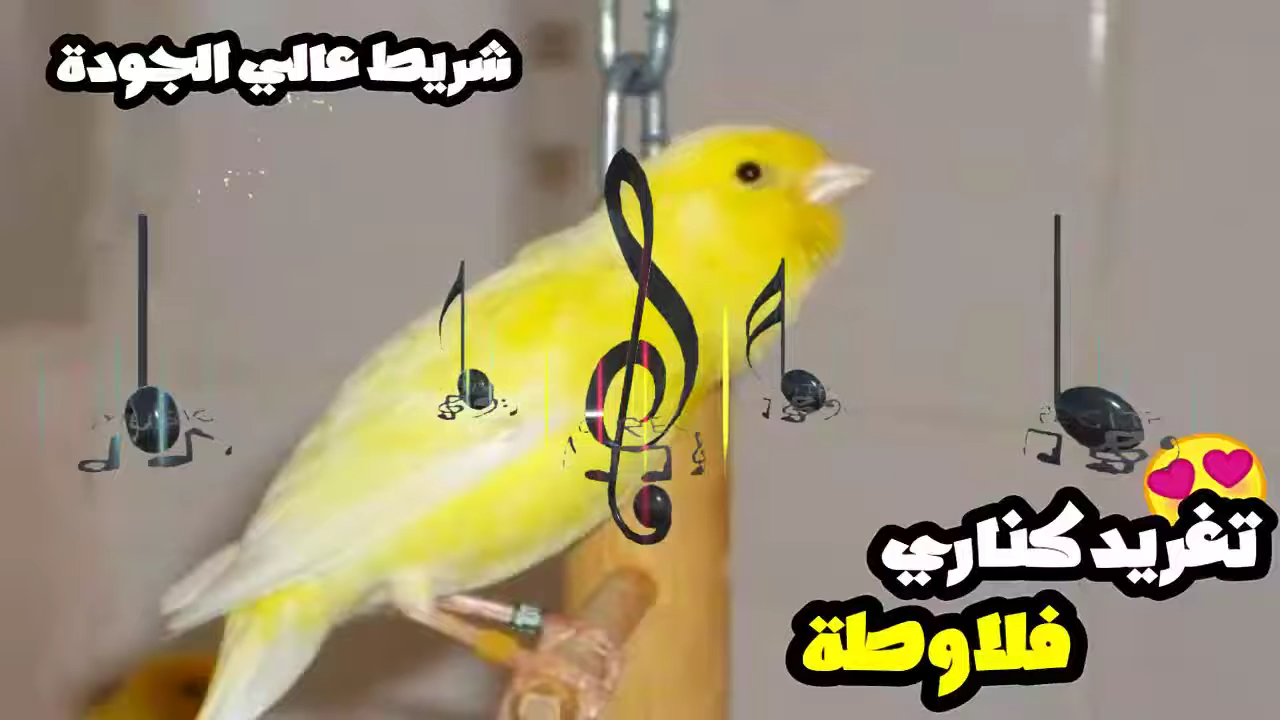 شريط عالي الجودة
تغريد كناري
فلاوطة